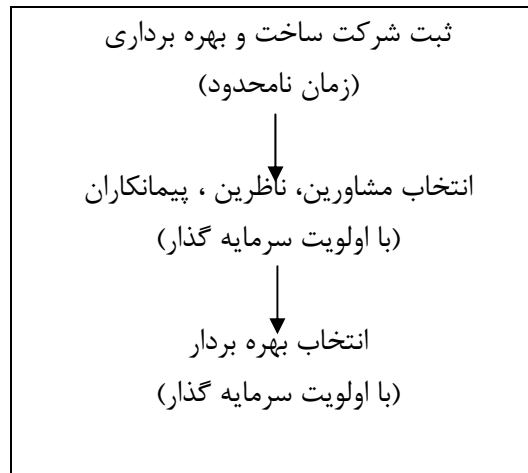 ثبت شرکت ساخت و بهره برداری
(زمان نامحدود)
انتخاب مشاورین، ناظرین ، پیمانکاران
(با اولویت سرمایه گذار)
انتخاب بهره بردار
(با اولویت سرمایه گذار)